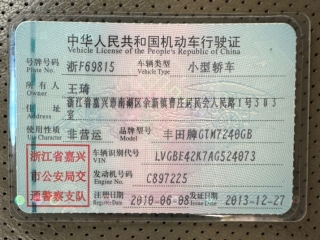 中华人民共和国机动车行驶证
Vehicle License of the People's Republic of China
号牌号码 浙F69815 车辆类型 小型轿车
Plate No. Vehicle Type
所有人 王琦
Owner
住址 浙江省嘉兴市南湖区余新镇曹庄居民会人民路1号303
室
Address
使用性质 非营运 品牌型号 丰田牌GTM7240GB
Use Character Model
浙江省嘉兴市公安局交通警察支队
车辆识别代号 LVGBE42K7AG524073
VIN
发动机号码 C897225
Engine No.
注册日期 2010-06-08 发证日期 2013-12-27
Register Date Issue Date